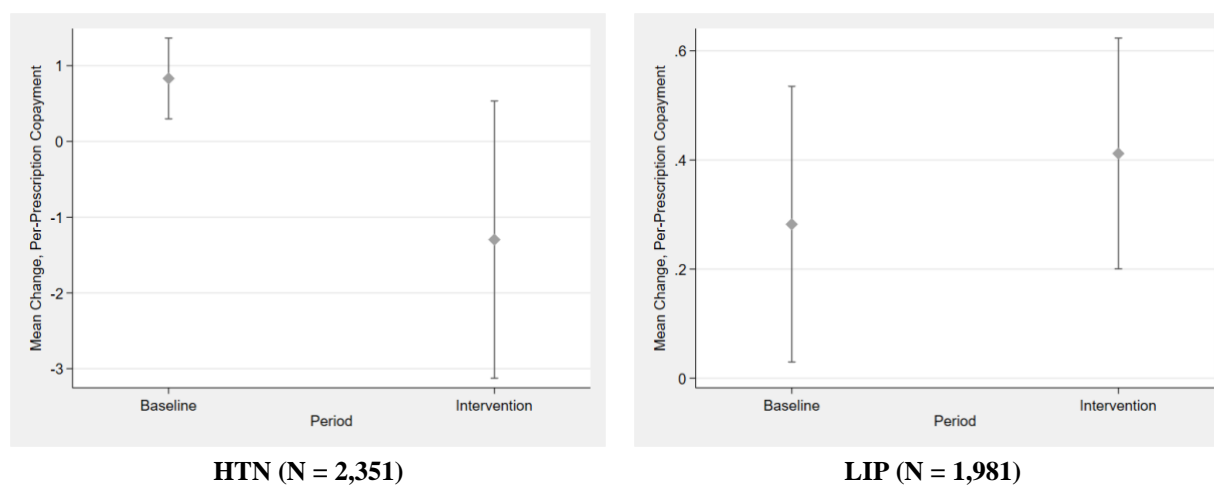 Mean Change, Per-Prescription Copayment
1
0
-1
-2
-3
Baseline
Intervention
Period
HTN (N = 2,351)
Mean Change, Per-Prescription Copayment
.6
.4
.2
0
Baseline
Intervention
Period
LIP (N = 1,981)